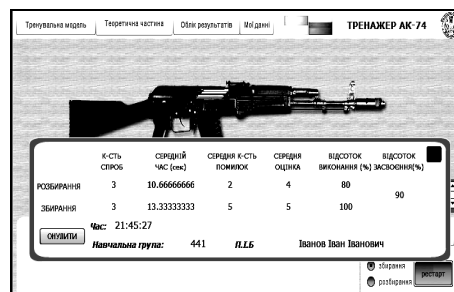 Тренувальна модель Теоретична частина Облік результатів Мої данні ТРЕНАЖЕР АК-74
К-СТЬ СПРОБ СЕРЕДНІЙ ЧАС (сек) СЕРЕДНЯ К-СТЬ ПОМИЛОК СЕРЕДНЯ ОЦІНКА ВІДСОТОК ВИКОНАННЯ (%) ВІДСОТОК ЗАСВОЄННЯ(%)
РОЗБИРАННЯ 3 10.66666666 2 4 80
90
ЗБИРАННЯ 3 13.33333333 5 5 100
Час: 21:45:27
ОНУЛИТИ
Навчальна група: 441 П.І.Б Іванов Іван Іванович
збирання
розбирання
рестарт